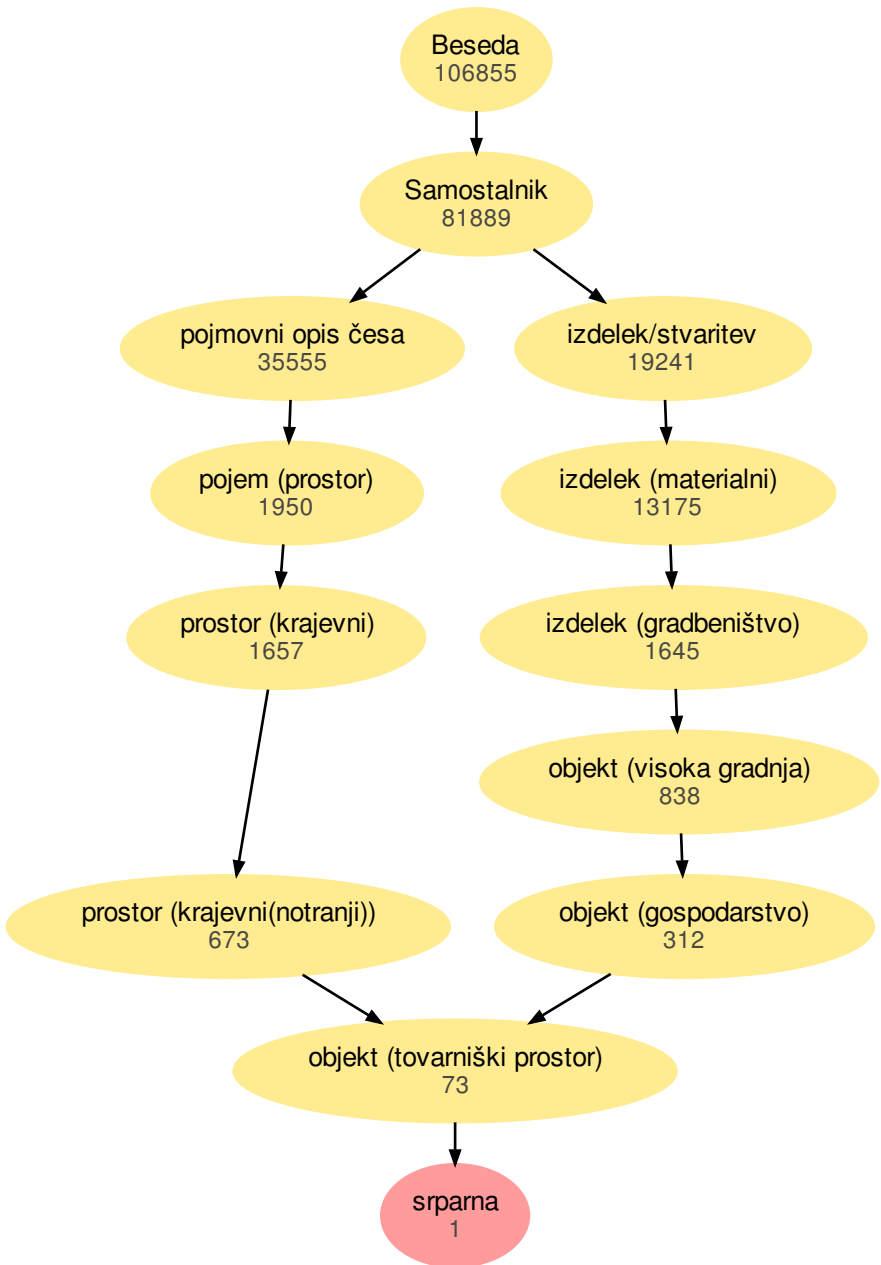 Beseda
106855
Samostalnik
81889
pojmovni opis česa
35555
izdelek/stvaritev
19241
pojem (prostor)
1950
izdelek (materialni)
13175
prostor (krajevni)
1657
izdelek (gradbeništvo)
1645
objekt (visoka gradnja)
838
prostor (krajevni(notranji))
673
objekt (gospodarstvo)
312
objekt (tovarniški prostor)
73
srparna
1